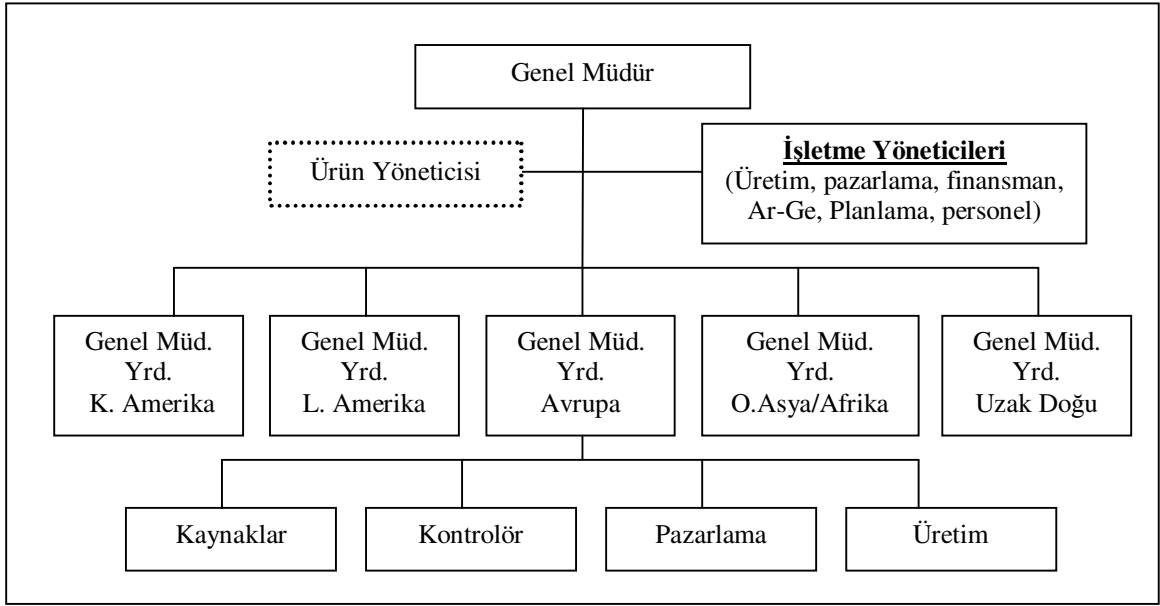 Genel Müdür
Ürün Yöneticisi
İşletme Yöneticileri
(Üretim, pazarlama, finansman,
Ar-Ge, Planlama, personel)
Genel Müd.
Yrd.
K. Amerika
Genel Müd.
Yrd.
L. Amerika
Genel Müd.
Yrd.
Avrupa
Genel Müd.
Yrd.
O.Asya/Afrika
Genel Müd.
Yrd.
Uzak Doğu
Kaynaklar
Kontrolör
Pazarlama
Üretim